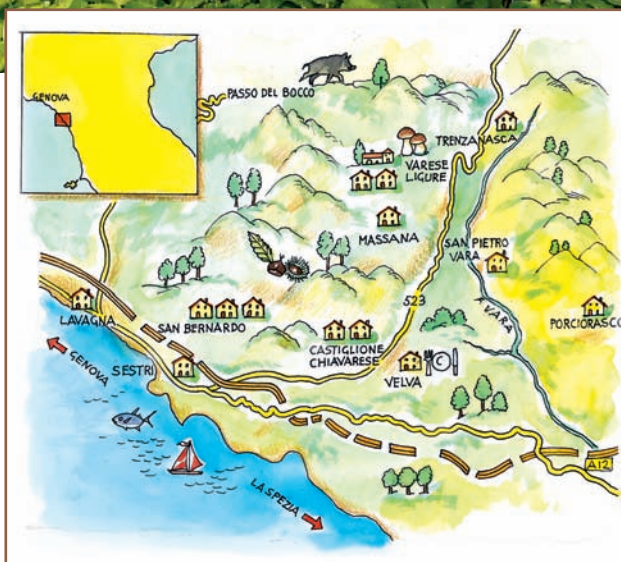 GENOVA
PASSO DEL BOCCO
TRENZANASCA
VARESE
LIGURE
MASSANA
SAN PIETRO
VARA
523
A VARA
PORCIORASCO
LAVAGNA
SAN BERNARDO
CASTIGLIONE
CHIAVARESE
GENOVA
SESTRI
VELVA
C
LA SPEZIA
A12